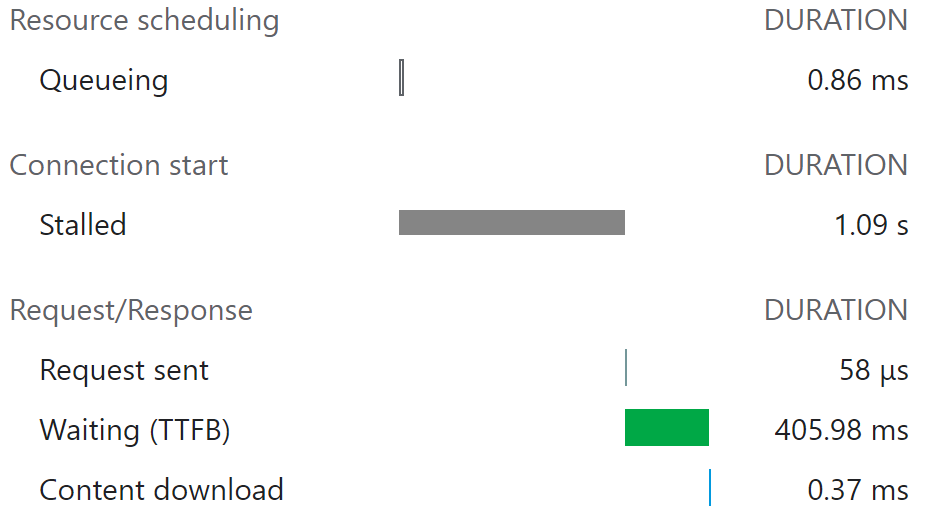 Resource scheduling DURATION
Queueing 0.86 ms
Connection start DURATION
Stalled 1.09 s
Request/Response DURATION
Request sent 58 µs
Waiting (TTFB) 405.98 ms
Content download 0.37 ms